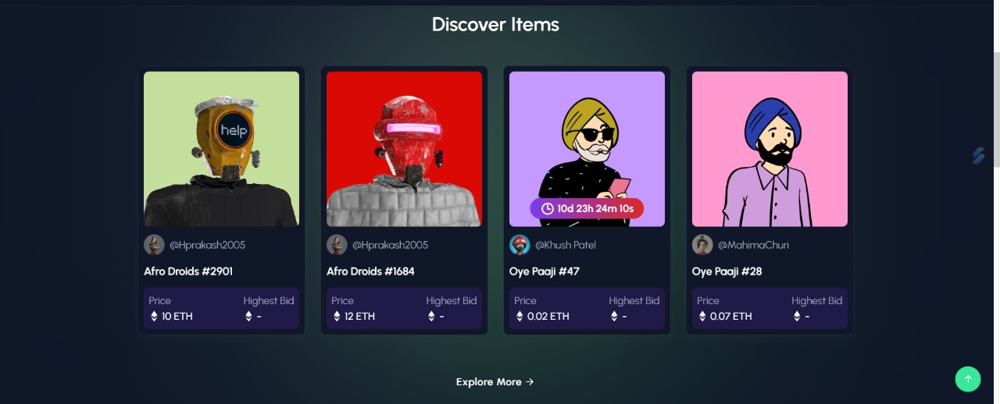 Discover Items
help
@Hprakash2005
Afro Droids #2901
Price Highest Bid
10 ETH -
@Hprakash2005
Afro Droids #1684
Price Highest Bid
12 ETH -
10d 23h 24m 10s
@Khush Patel
Oye Paaji #47
Price Highest Bid
0.02 ETH -
@MahimaChuri
Oye Paaji #28
Price Highest Bid
0.07 ETH -
Explore More →